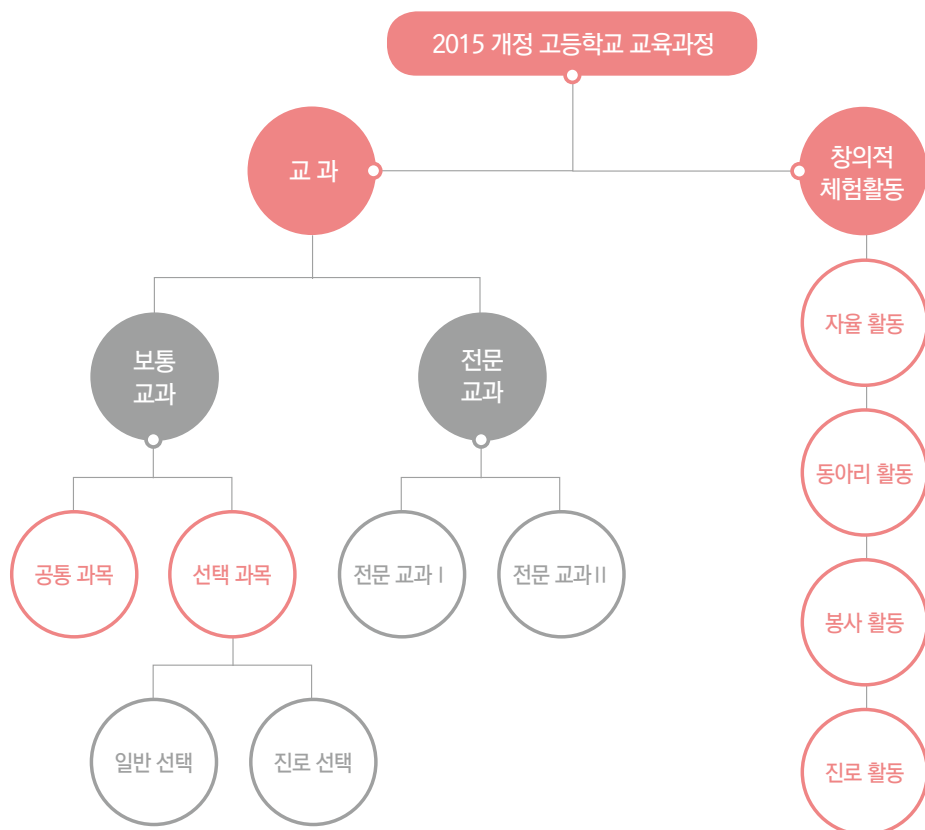 2015 개정 고등학교 교육과정
교 과
창의적
체험활동
자율 활동
보통
교과
전문
교과
동아리 활동
공통 과목
선택 과목
전문 교과 I
전문 교과 II
봉사 활동
일반 선택
진로 선택
진로 활동